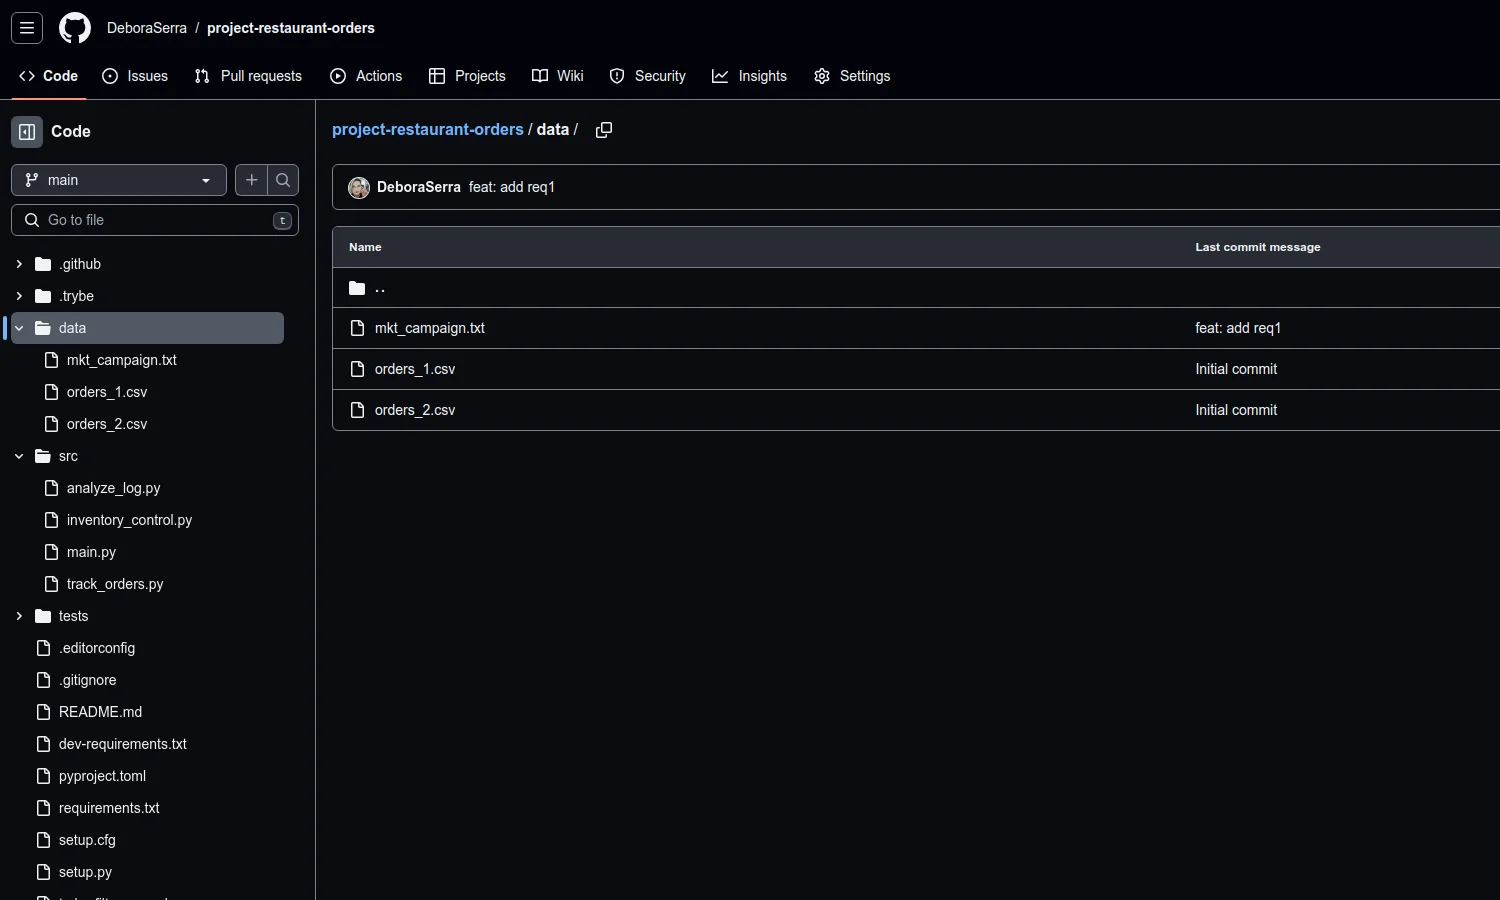 DeboraSerra / project-restaurant-orders
Code Issues Pull requests Actions Projects Wiki Security Insights Settings
Code
main
Go to file t
.github
.trybe
data
mkt_campaign.txt
orders_1.csv
orders_2.csv
src
analyze_log.py
inventory_control.py
main.py
track_orders.py
tests
.editorconfig
.gitignore
README.md
dev-requirements.txt
pyproject.toml
requirements.txt
setup.cfg
setup.py
project-restaurant-orders / data /
DeboraSerra feat: add req1
Name Last commit message
..
mkt_campaign.txt feat: add req1
orders_1.csv Initial commit
orders_2.csv Initial commit